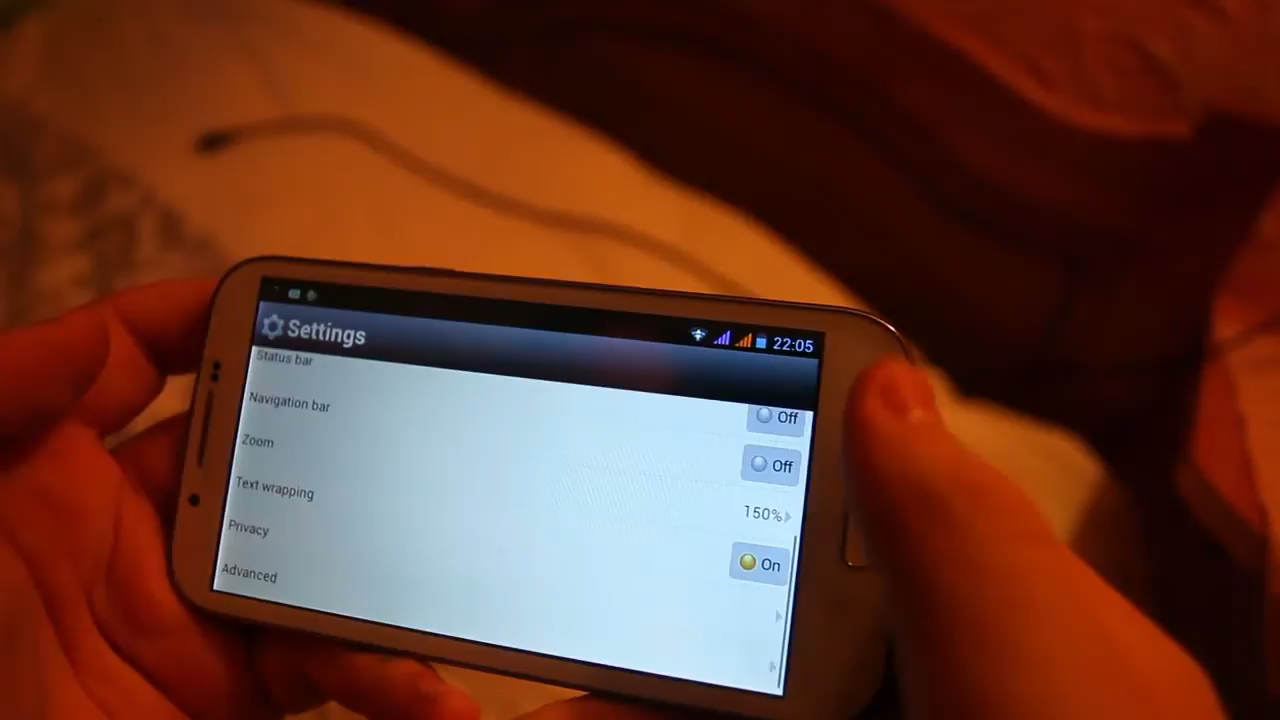 22:05
Settings
Status bar
Off
Navigation bar
Off
Zoom
150%
Text wrapping
On
Privacy
Advanced